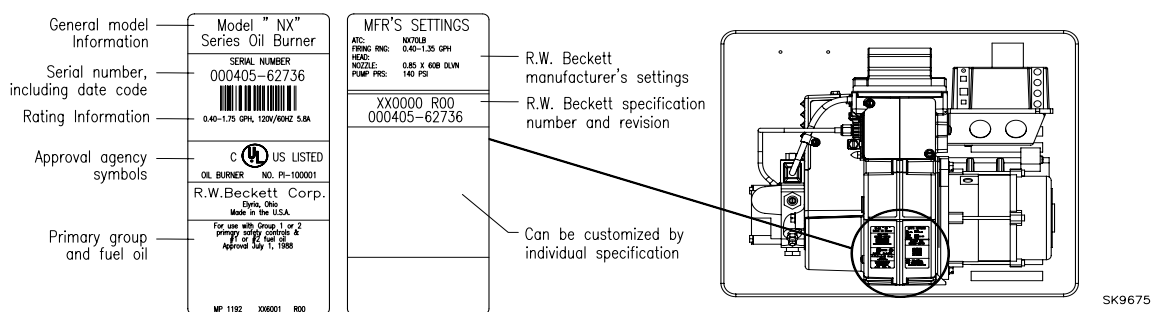 General model
Information
Serial number,
including date code
Rating Information
Approval agency
symbols
Primary group
and fuel oil
Model " NX"
Series Oil Burner
SERIAL NUMBER
000405-62736
0.40-1.75 GPH, 120V/60HZ 5.8A
C UL US LISTED
OIL BURNER NO. PI-100001
R.W.Beckett Corp.
Elyria, Ohio
Made in the U.S.A.
For use with Group 1 or 2
primary safety controls &
#1 or #2 fuel oil
Approval July 1, 1988
MP 1192 XX6001 R00
MFR'S SETTINGS
ATC: NX70LB
FIRING RNG: 0.40-1.35 GPH
HEAD:
NOZZLE: 0.85 X 60B DLVN
PUMP PRS: 140 PSI
XX0000 R00
000405-62736
R.W. Beckett
manufacturer's settings
R.W. Beckett specification
number and revision
Can be customized by
individual specification
SK9675